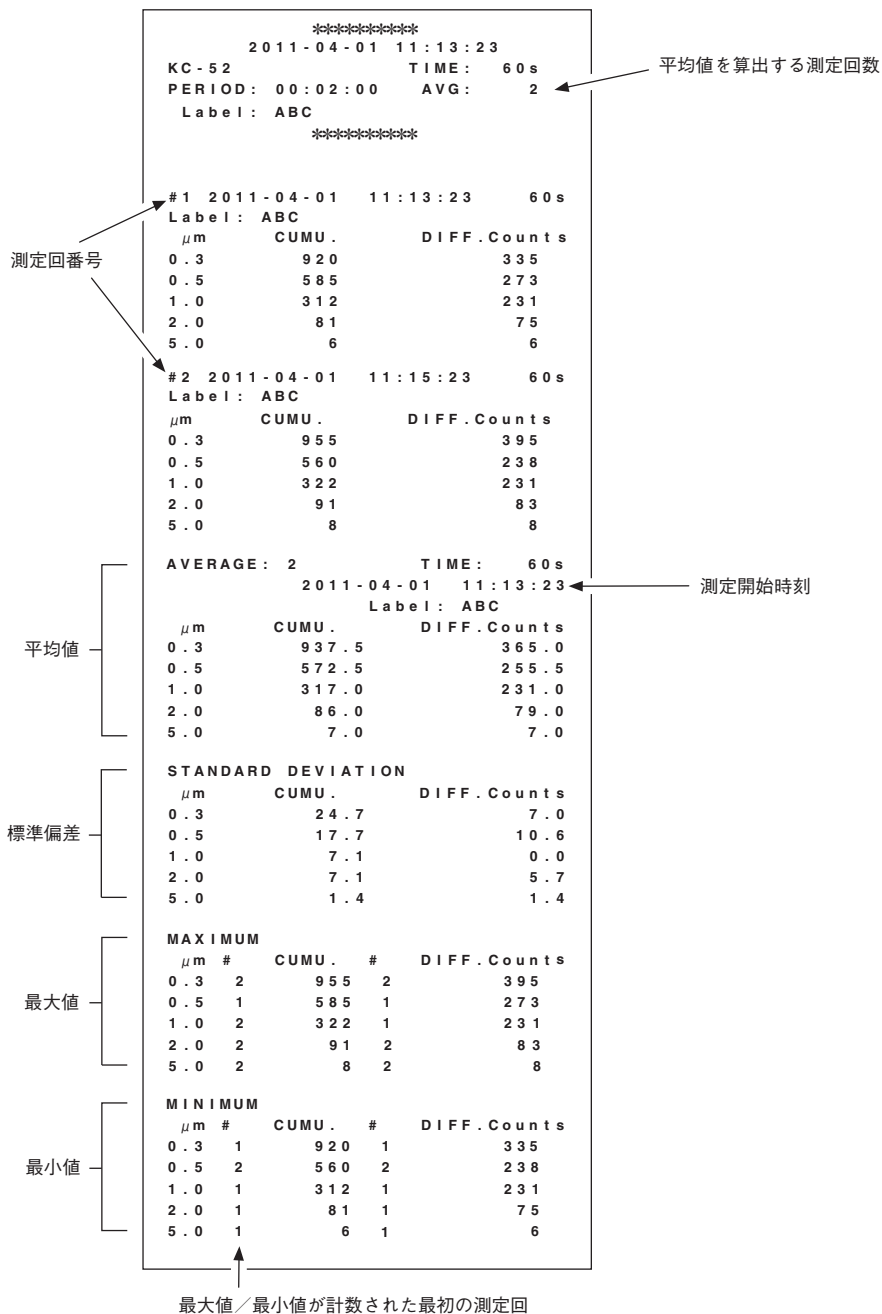 **********
2011-04-01 11:13:23
KC-52 TIME: 60s
平均値を算出する測定回数
PERIOD: 00:02:00 AVG: 2
Label: ABC
**********
測定回番号
#1 2011-04-01 11:13:23 60s
Label: ABC
μm CUMU. DIFF.Counts
0.3 920 335
0.5 585 273
1.0 312 231
2.0 81 75
5.0 6 6
#2 2011-04-01 11:15:23 60s
Label: ABC
μm CUMU. DIFF.Counts
0.3 955 395
0.5 560 238
1.0 322 231
2.0 91 83
5.0 8 8
平均値
AVERAGE: 2 TIME: 60s
2011-04-01 11:13:23
測定開始時刻
Label: ABC
μm CUMU. DIFF.Counts
0.3 937.5 365.0
0.5 572.5 255.5
1.0 317.0 231.0
2.0 86.0 79.0
5.0 7.0 7.0
標準偏差
STANDARD DEVIATION
μm CUMU. DIFF.Counts
0.3 24.7 7.0
0.5 17.7 10.6
1.0 7.1 0.0
2.0 7.1 5.7
5.0 1.4 1.4
最大値
MAXIMUM
μm # CUMU. # DIFF.Counts
0.3 2 955 2 395
0.5 1 585 1 273
1.0 2 322 1 231
2.0 2 91 2 83
5.0 2 8 2 8
最小値
MINIMUM
μm # CUMU. # DIFF.Counts
0.3 1 920 1 335
0.5 2 560 2 238
1.0 1 312 1 231
2.0 1 81 1 75
5.0 1 6 1 6
最大値／最小値が計数された最初の測定回